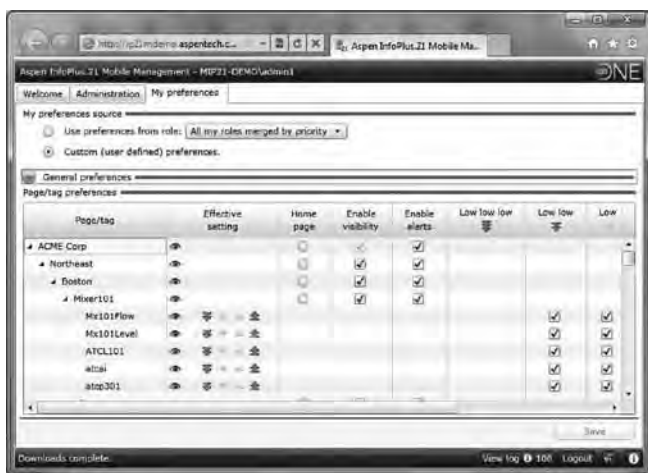 aspentech.c...
Aspen InfoPlus.21 Mobile Ma...
Aspen InfoPlus.21 Mobile Management - MIP21-DEMO\admin1
ONE
Welcome Administration My preferences
My preferences source
Use preferences from role: All my roles merged by priority
Custom (user defined) preferences.
General preferences
Page/tag preferences
Page/tag Effective setting Home page Enable visibility Enable alerts Low low low Low low Low
ACME Corp
Northeast
Boston
Mixer101
Mx101Flow
Mx101Level
ATCL101
atcai
atcp301
Save
Downloads complete. View log 100 Logout